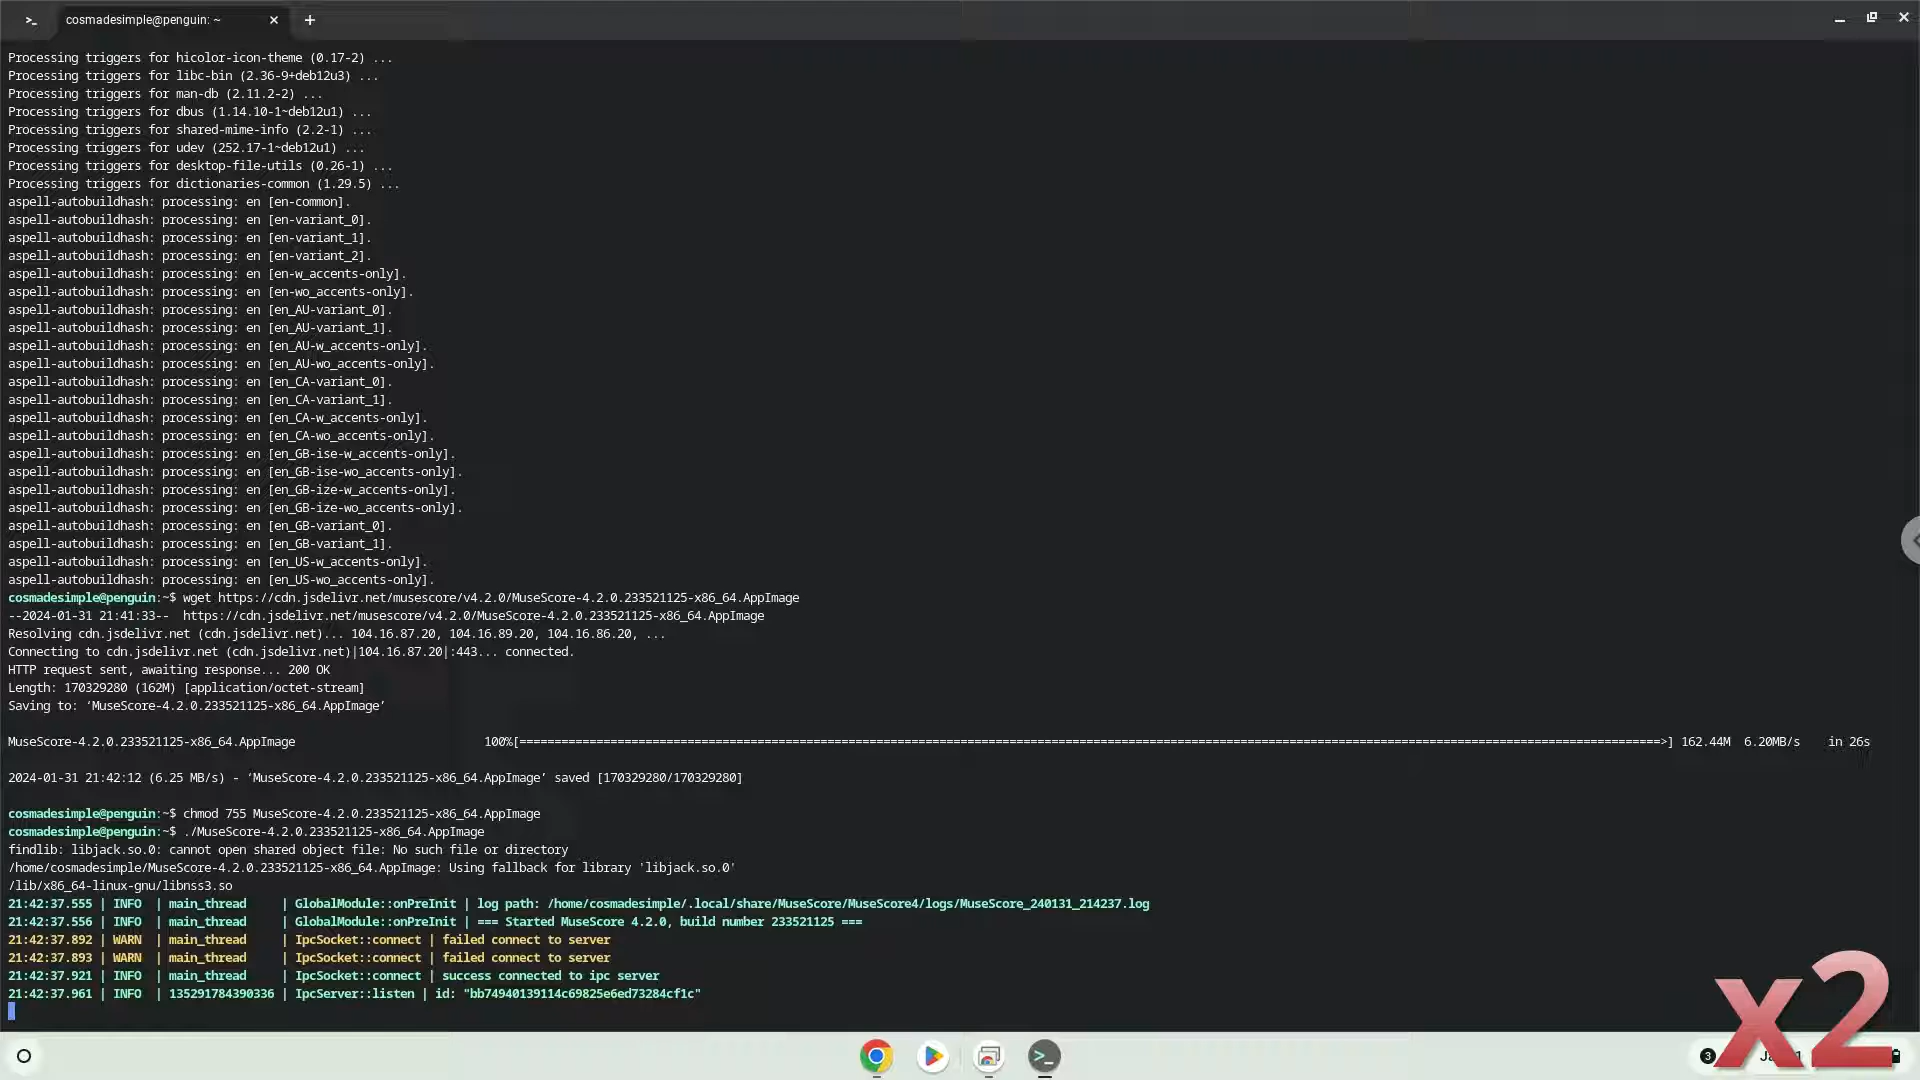 cosmadesimple@penguin: ~
Processing triggers for hicolor-icon-theme (0.17-2) ...
Processing triggers for libc-bin (2.36-9+deb12u3) ...
Processing triggers for man-db (2.11.2-2) ...
Processing triggers for dbus (1.14.10-1~deb12u1) ...
Processing triggers for shared-mime-info (2.2-1) ...
Processing triggers for udev (252.17-1~deb12u1) ...
Processing triggers for desktop-file-utils (0.26-1) ...
Processing triggers for dictionaries-common (1.29.5) ...
aspell-autobuildhash: processing: en [en-common].
aspell-autobuildhash: processing: en [en-variant_0].
aspell-autobuildhash: processing: en [en-variant_1].
aspell-autobuildhash: processing: en [en-variant_2].
aspell-autobuildhash: processing: en [en-w_accents-only].
aspell-autobuildhash: processing: en [en-wo_accents-only].
aspell-autobuildhash: processing: en [en_AU-variant_0].
aspell-autobuildhash: processing: en [en_AU-variant_1].
aspell-autobuildhash: processing: en [en_AU-w_accents-only].
aspell-autobuildhash: processing: en [en_AU-wo_accents-only].
aspell-autobuildhash: processing: en [en_CA-variant_0].
aspell-autobuildhash: processing: en [en_CA-variant_1].
aspell-autobuildhash: processing: en [en_CA-w_accents-only].
aspell-autobuildhash: processing: en [en_CA-wo_accents-only].
aspell-autobuildhash: processing: en [en_GB-ise-w_accents-only].
aspell-autobuildhash: processing: en [en_GB-ise-wo_accents-only].
aspell-autobuildhash: processing: en [en_GB-ize-w_accents-only].
aspell-autobuildhash: processing: en [en_GB-ize-wo_accents-only].
aspell-autobuildhash: processing: en [en_GB-variant_0].
aspell-autobuildhash: processing: en [en_GB-variant_1].
aspell-autobuildhash: processing: en [en_US-w_accents-only].
aspell-autobuildhash: processing: en [en_US-wo_accents-only].
cosmadesimple@penguin:~$ wget https://cdn.jsdelivr.net/musescore/v4.2.0/MuseScore-4.2.0.233521125-x86_64.AppImage
--2024-01-31 21:41:33--  https://cdn.jsdelivr.net/musescore/v4.2.0/MuseScore-4.2.0.233521125-x86_64.AppImage
Resolving cdn.jsdelivr.net (cdn.jsdelivr.net)... 104.16.87.20, 104.16.89.20, 104.16.86.20, ...
Connecting to cdn.jsdelivr.net (cdn.jsdelivr.net)|104.16.87.20|:443... connected.
HTTP request sent, awaiting response... 200 OK
Length: 170329280 (162M) [application/octet-stream]
Saving to: ‘MuseScore-4.2.0.233521125-x86_64.AppImage’
MuseScore-4.2.0.233521125-x86_64.AppImage 100%[===================>] 162.44M 6.20MB/s in 26s
2024-01-31 21:42:12 (6.25 MB/s) - ‘MuseScore-4.2.0.233521125-x86_64.AppImage’ saved [170329280/170329280]
cosmadesimple@penguin:~$ chmod 755 MuseScore-4.2.0.233521125-x86_64.AppImage
cosmadesimple@penguin:~$ ./MuseScore-4.2.0.233521125-x86_64.AppImage
findlib: libjack.so.0: cannot open shared object file: No such file or directory
/home/cosmadesimple/MuseScore-4.2.0.233521125-x86_64.AppImage: Using fallback for library 'libjack.so.0'
/lib/x86_64-linux-gnu/libnss3.so
21:42:37.555 | INFO | main_thread | GlobalModule::onPreInit | log path: /home/cosmadesimple/.local/share/MuseScore/MuseScore4/logs/MuseScore_240131_214237.log
21:42:37.556 | INFO | main_thread | GlobalModule::onPreInit | === Started MuseScore 4.2.0, build number 233521125 ===
21:42:37.892 | WARN | main_thread | IpcSocket::connect | failed connect to server
21:42:37.893 | WARN | main_thread | IpcSocket::connect | failed connect to server
21:42:37.921 | INFO | main_thread | IpcSocket::connect | success connected to ipc server
21:42:37.961 | INFO | 135291784390336 | IpcServer::listen | id: "bb74940139114c69825e6ed73284cf1c"
x2
3